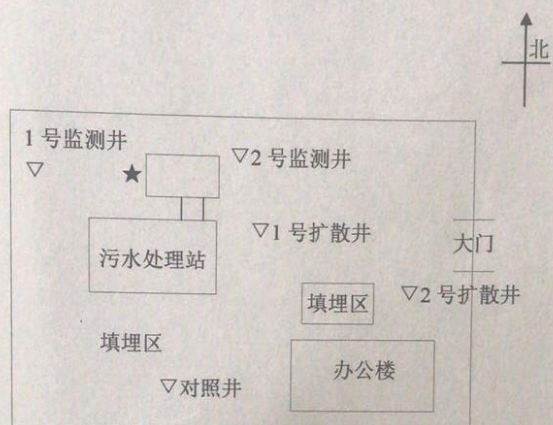 北
1号监测井
▽2号监测井
▽
★
▽1号扩散井
大门
污水处理站
填埋区
▽2号扩散井
填埋区
办公楼
▽对照井